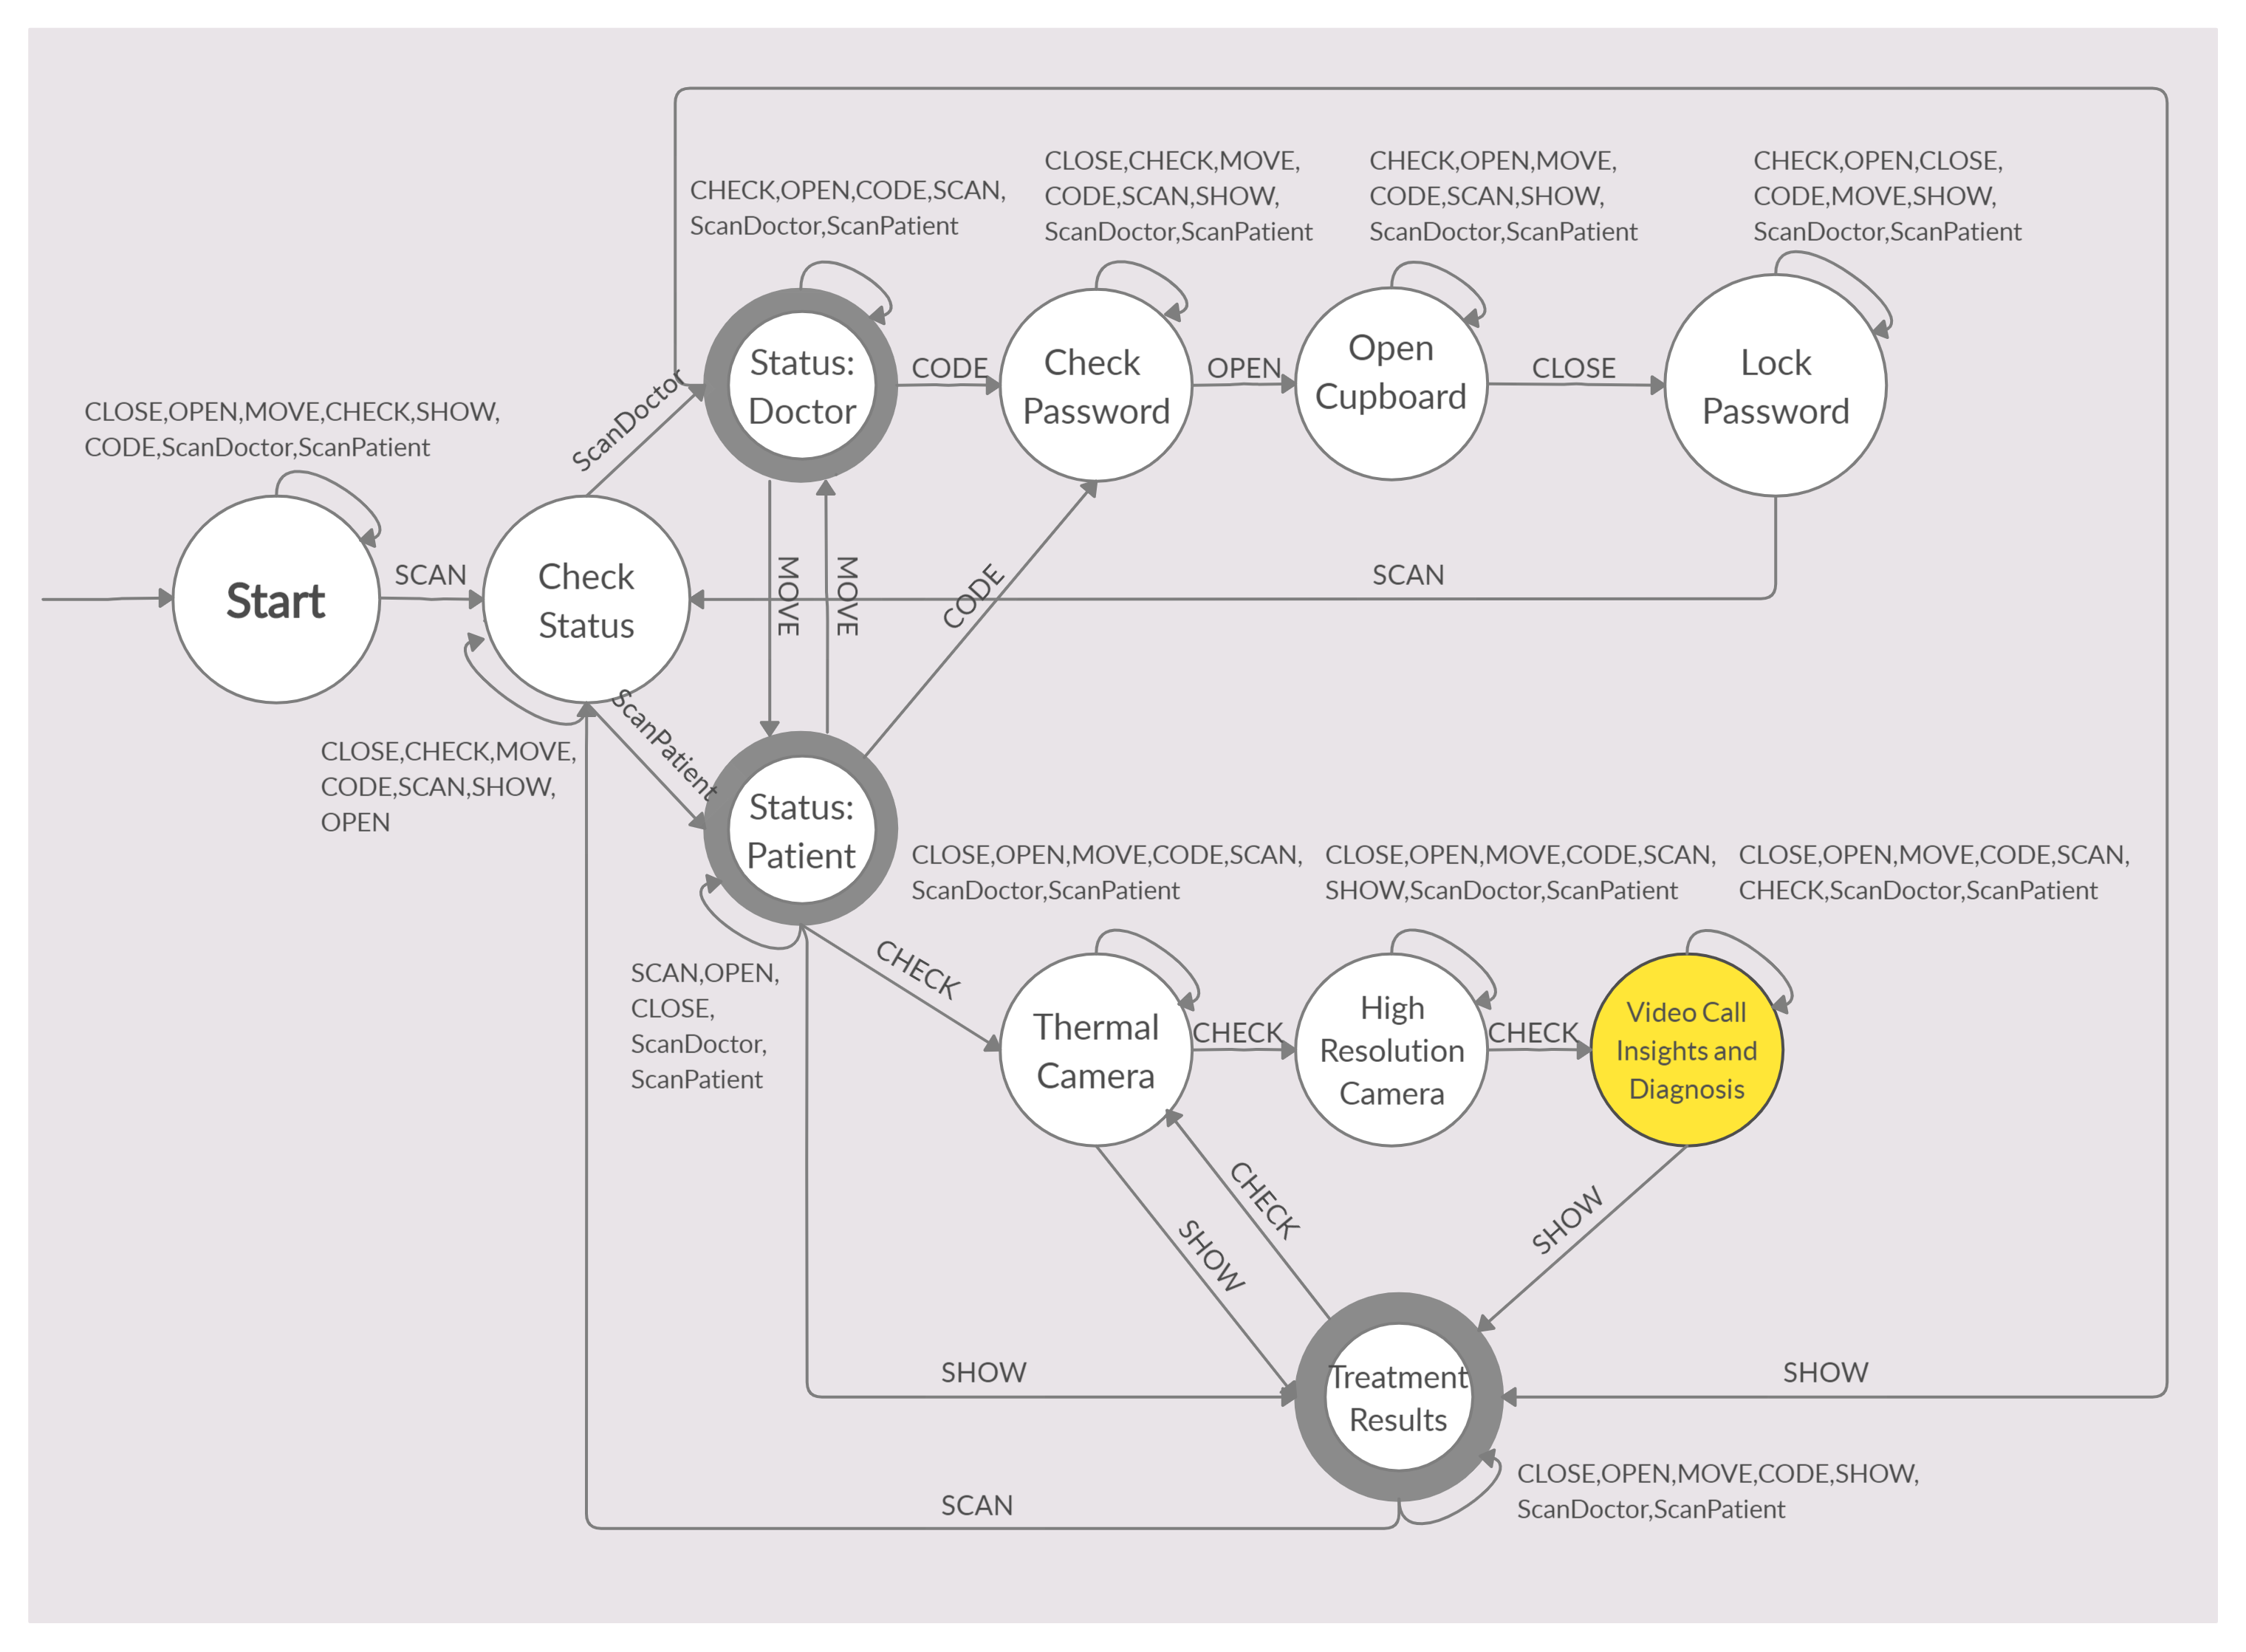 CLOSE,CHECK,MOVE,
CODE,SCAN,SHOW,
ScanDoctor,ScanPatient
CHECK,OPEN,MOVE,
CODE,SCAN,SHOW,
ScanDoctor,ScanPatient
CHECK,OPEN,CLOSE,
CODE,MOVE,SHOW,
ScanDoctor,ScanPatient
CHECK,OPEN,CODE,SCAN,
ScanDoctor,ScanPatient
Status:
Doctor
CODE
Check
Password
OPEN
Open
Cupboard
CLOSE
Lock
Password
ScanDoctor
CLOSE,OPEN,MOVE,CHECK,SHOW,
CODE,ScanDoctor,ScanPatient
Start
SCAN
Check
Status
MOVE
MOVE
CODE
SCAN
ScanPatient
CLOSE,CHECK,MOVE,
CODE,SCAN,SHOW,
OPEN
Status:
Patient
CLOSE,OPEN,MOVE,CODE,SCAN,
ScanDoctor,ScanPatient
CLOSE,OPEN,MOVE,CODE,SCAN,
SHOW,ScanDoctor,ScanPatient
CLOSE,OPEN,MOVE,CODE,SCAN,
CHECK,ScanDoctor,ScanPatient
SCAN,OPEN,
CLOSE,
ScanDoctor,
ScanPatient
CHECK
Thermal
Camera
CHECK
High
Resolution
Camera
CHECK
Video Call
Insights and
Diagnosis
CHECK
SHOW
SHOW
SHOW
Treatment
Results
SHOW
CLOSE,OPEN,MOVE,CODE,SHOW,
ScanDoctor,ScanPatient
SCAN